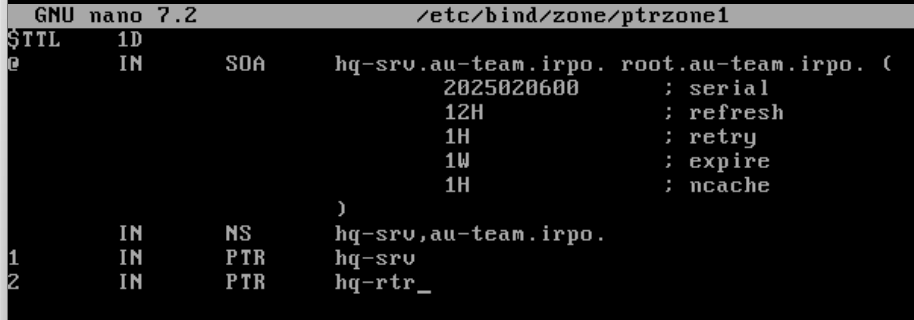 GNU nano 7.2 /etc/bind/zone/ptrzone1
$TTL 1D
@ IN SOA hq-srv.au-team.irpo. root.au-team.irpo. (
2025020600 ; serial
12H ; refresh
1H ; retry
1W ; expire
1H ; ncache
)
IN NS hq-srv,au-team.irpo.
1 IN PTR hq-srv
2 IN PTR hq-rtr_